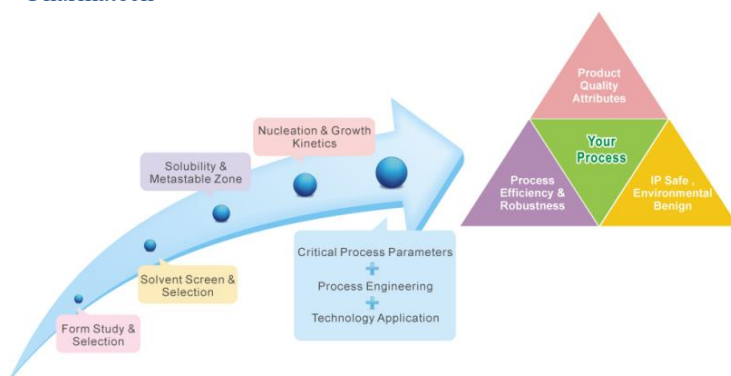 Form Study &
Selection
Solvent Screen &
Selection
Solubility &
Metastable Zone
Nucleation & Growth
Kinetics
Critical Process Parameters
+
Process Engineering
+
Technology Application
Product
Quality
Attributes
Your
Process
Process
Efficiency &
Robustness
IP Safe ,
Environmental
Benign